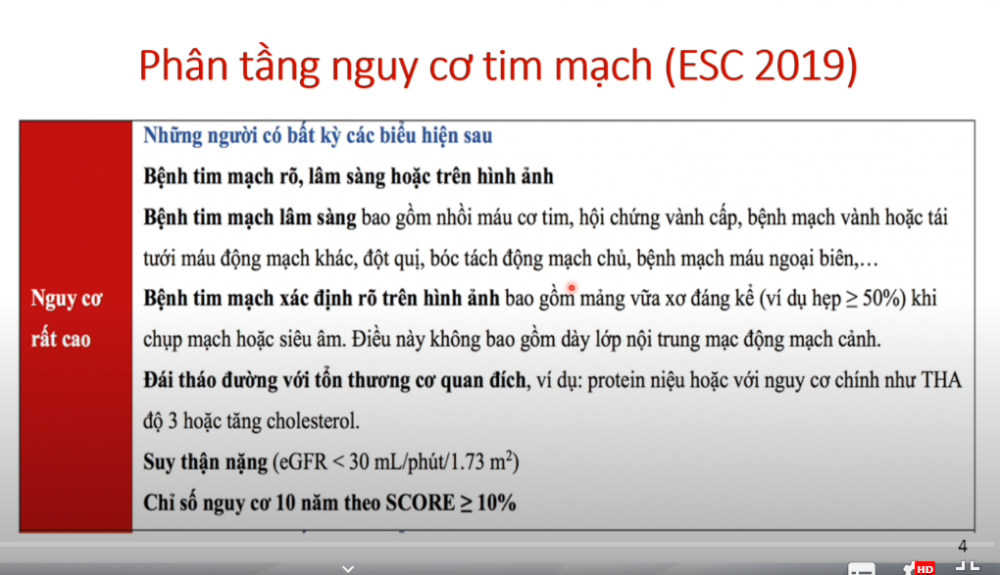 Phân tầng nguy cơ tim mạch (ESC 2019)
Nguy cơ
rất cao
Những người có bất kỳ các biểu hiện sau
Bệnh tim mạch rõ, lâm sàng hoặc trên hình ảnh
Bệnh tim mạch lâm sàng bao gồm nhồi máu cơ tim, hội chứng vành cấp, bệnh mạch vành hoặc tái
tưới máu động mạch khác, đột quị, bóc tách động mạch chủ, bệnh mạch máu ngoại biên,…
Bệnh tim mạch xác định rõ trên hình ảnh bao gồm mảng vữa xơ đáng kể (ví dụ hẹp ≥ 50%) khi
chụp mạch hoặc siêu âm. Điều này không bao gồm dày lớp nội trung mạc động mạch cảnh.
Đái tháo đường với tổn thương cơ quan đích, ví dụ: protein niệu hoặc với nguy cơ chính như THA
độ 3 hoặc tăng cholesterol.
Suy thận nặng (eGFR < 30 mL/phút/1.73 m²)
Chỉ số nguy cơ 10 năm theo SCORE ≥ 10%
4
HD